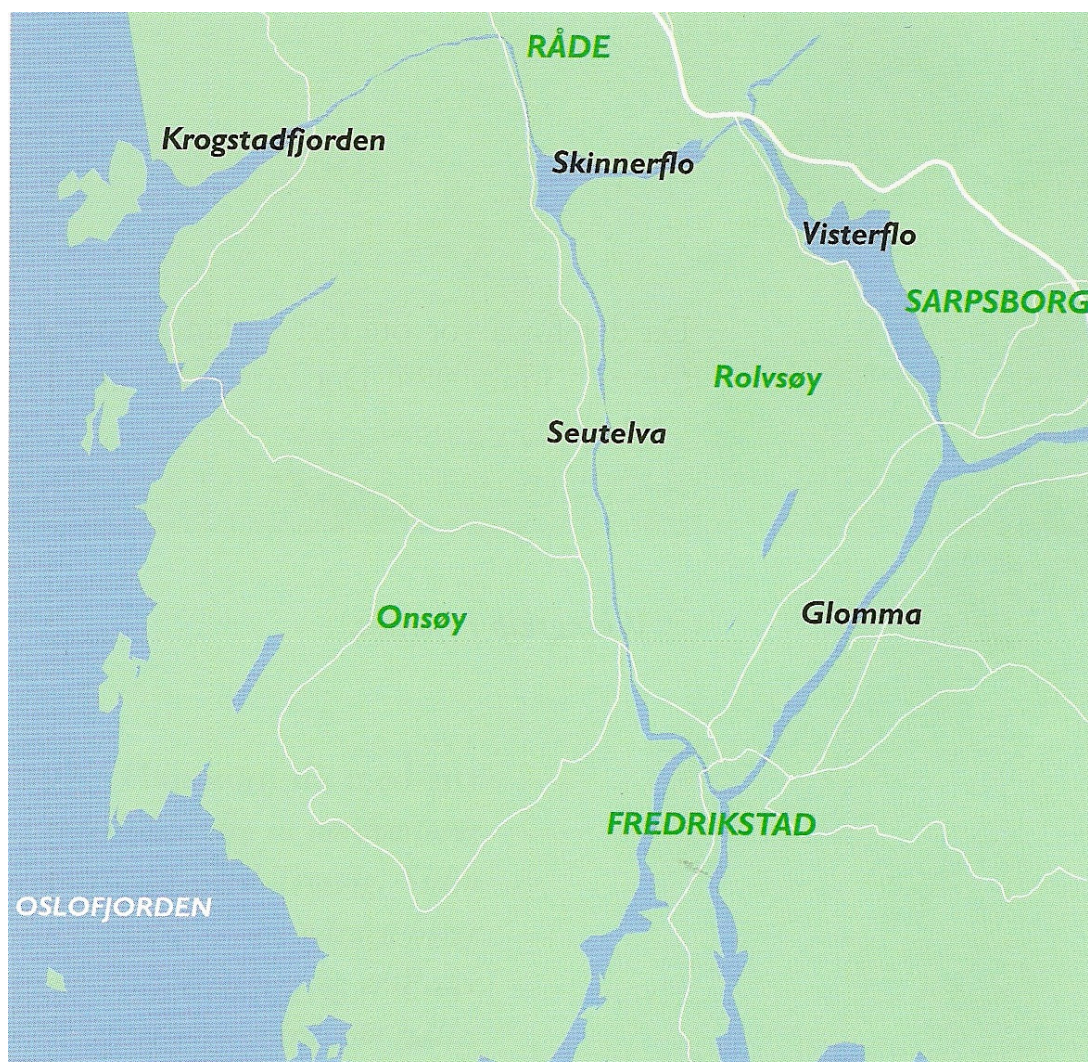 RÅDE
Krogstadfjorden
Skinnerflo
Visterflo
SARPSBORG
Rolvsøy
Seutelva
Onsøy
Glomma
FREDRIKSTAD
OSLOFJORDEN